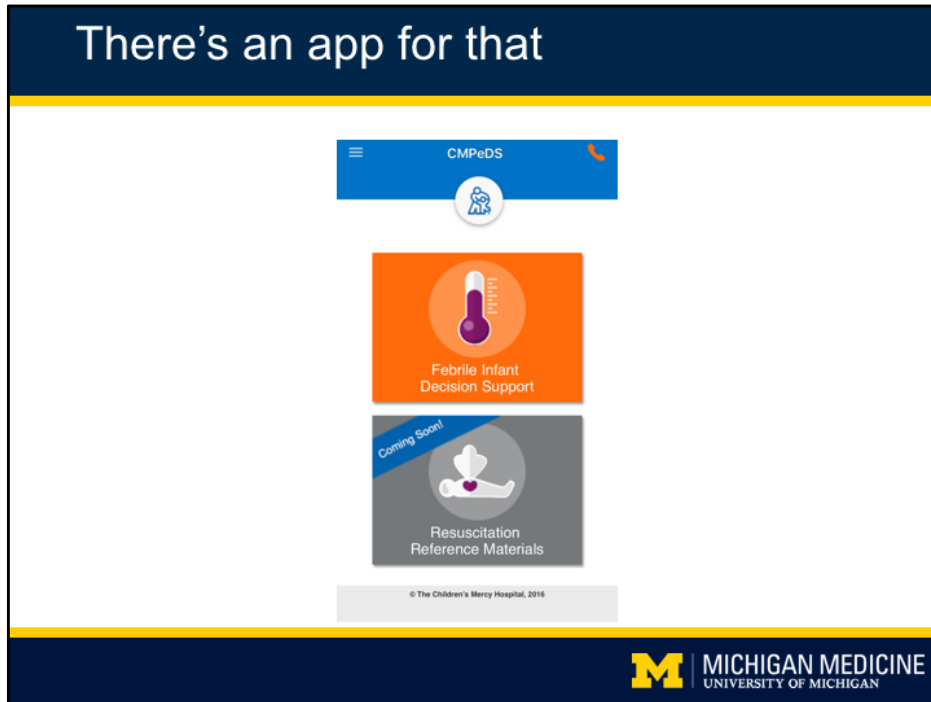 There's an app for that
CMPeDS
Febrile Infant
Decision Support
Coming Soon!
Resuscitation
Reference Materials
© The Children's Mercy Hospital, 2016
M MICHIGAN MEDICINE
UNIVERSITY OF MICHIGAN